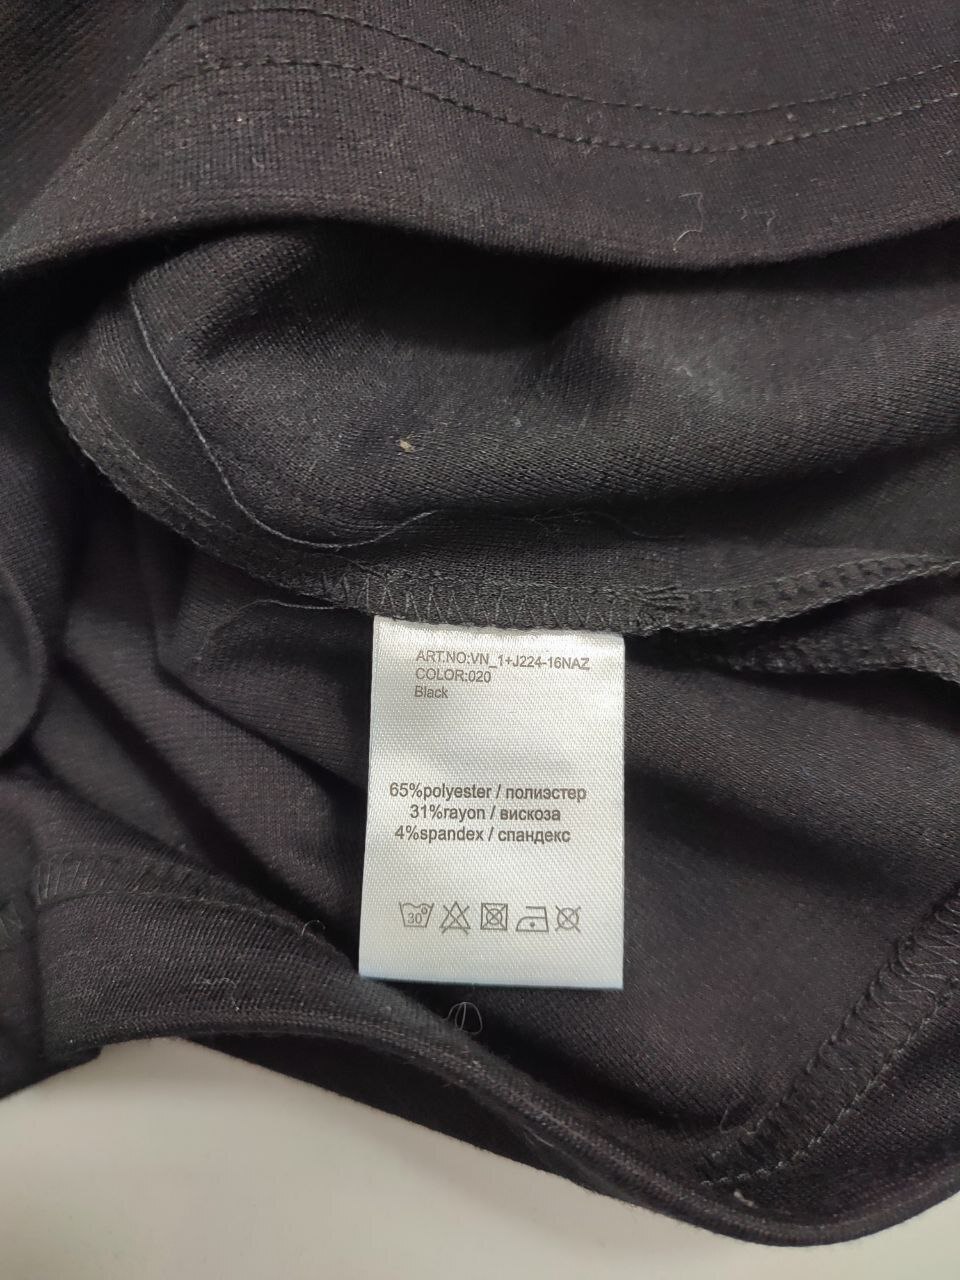 ART.NO:VN_1+J224-16NAZ
COLOR:020
Black
65%polyester / полиэстер
31%rayon / вискоза
4%spandex / спандекс
30